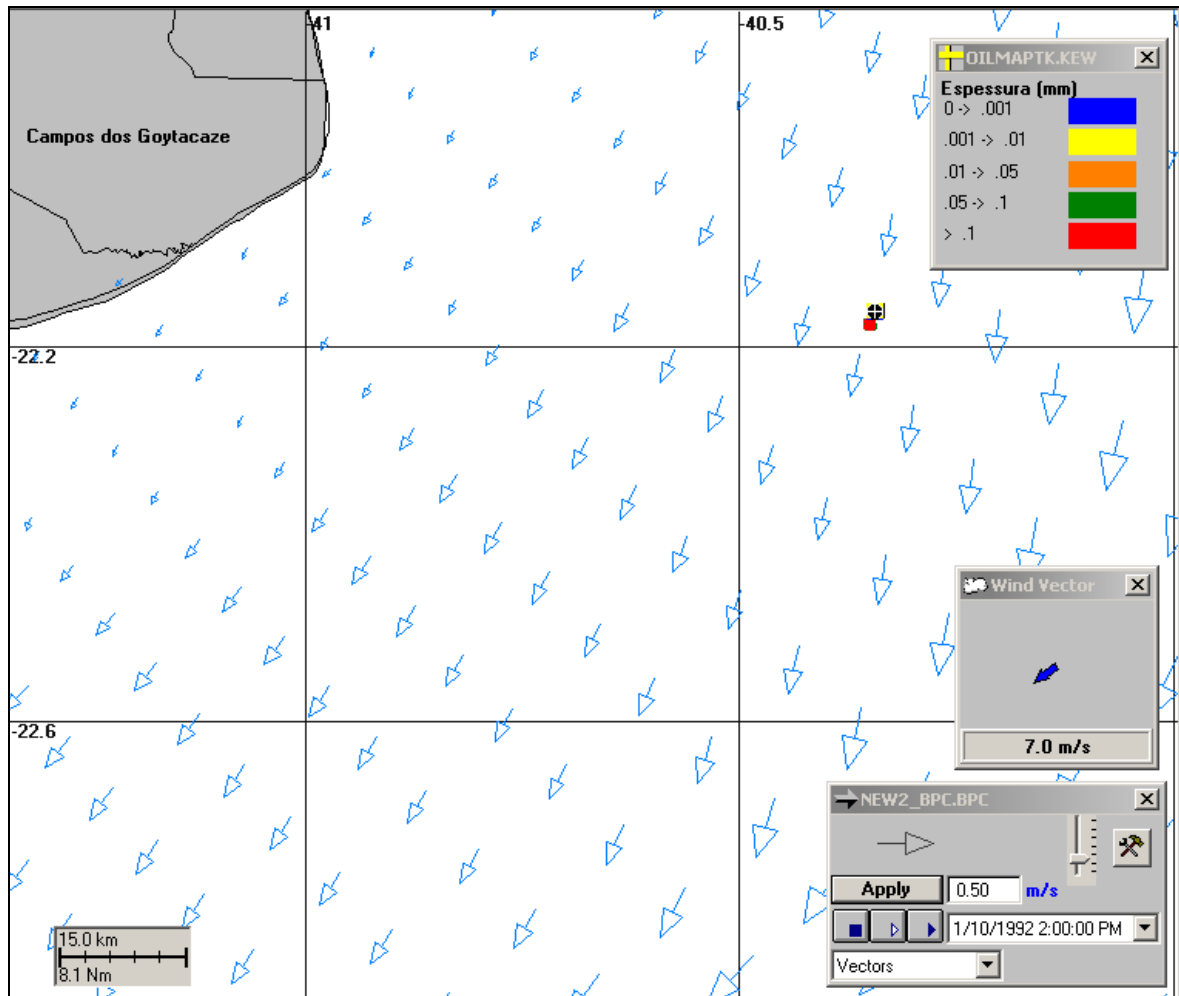 -41
-40.5
OILMAPTK.KEW
Espessura (mm)
0 -> .001
.001 -> .01
.01 -> .05
.05 -> .1
> .1
Campos dos Goytacaze
-22.2
Wind Vector
7.0 m/s
-22.6
NEW2_BPC.BPC
Apply
0.50 m/s
1/10/1992 2:00:00 PM
Vectors
15.0 km
8.1 Nm